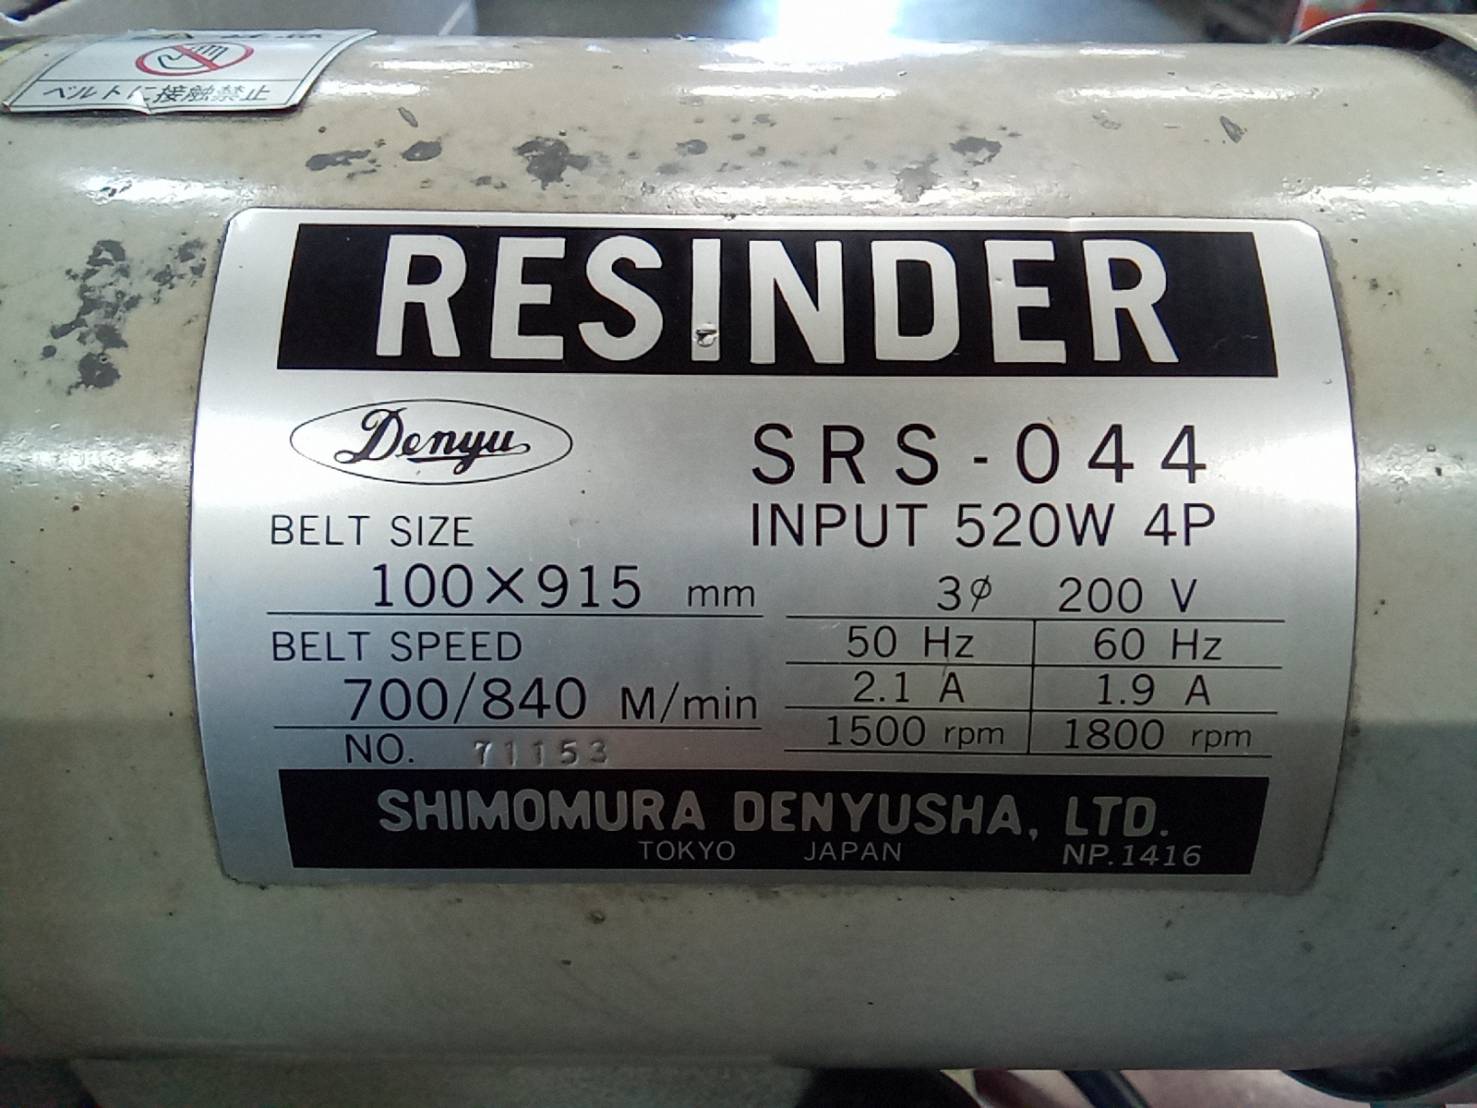 ベルトに接触禁止
RESINDER
Denyu
SRS-044
BELT SIZE
INPUT 520W 4P
100×915 mm
3φ 200 V
BELT SPEED
50 Hz 60 Hz
700/840 M/min
2.1 A 1.9 A
1500 rpm 1800 rpm
NO. 71153
SHIMOMURA DENYUSHA, LTD.
TOKYO JAPAN NP.1416